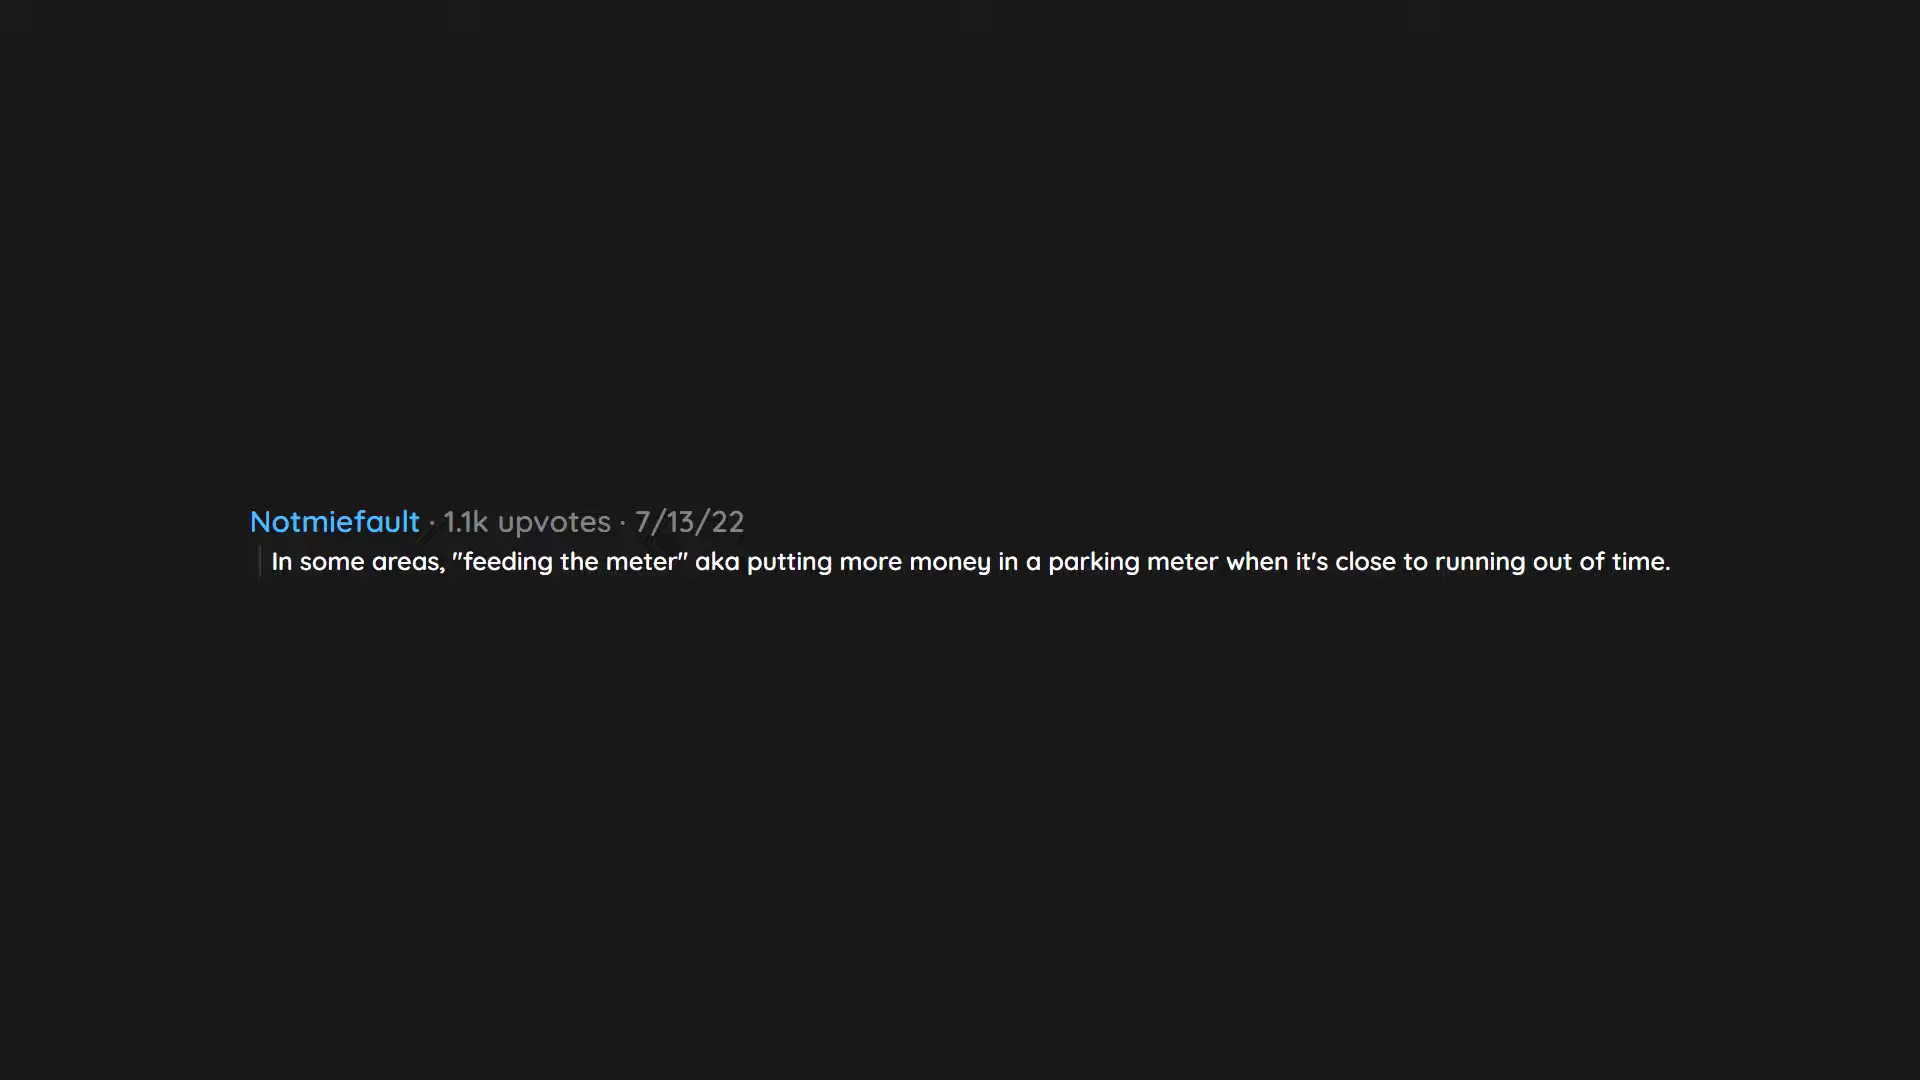 Notmiefault · 1.1k upvotes · 7/13/22
In some areas, "feeding the meter" aka putting more money in a parking meter when it's close to running out of time.